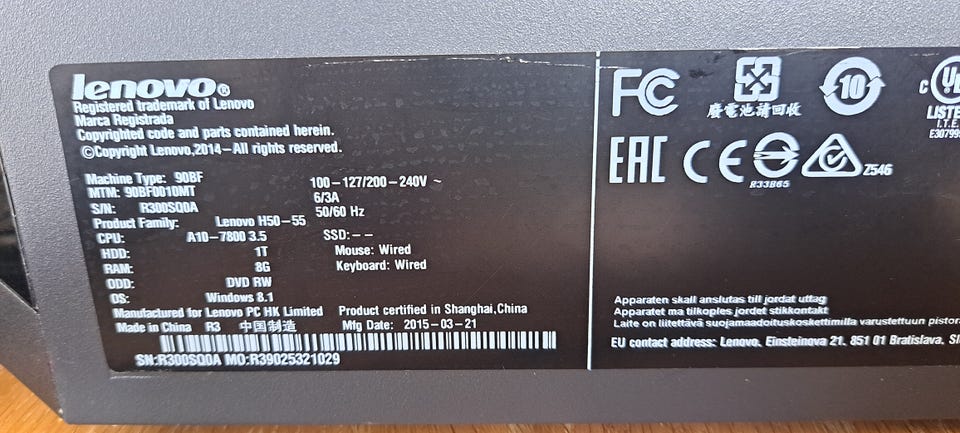 lenovo®
Registered trademark of Lenovo
Marca Registrada
Copyrighted code and parts contained herein.
©Copyright Lenovo,2014–All rights reserved.
Machine Type: 90BF
MTM: 90BF0010MT
S/N: R300SQ0A
100-127/200-240V ~
6/3A
50/60 Hz
Product Family: Lenovo H50-55
CPU: A10-7800 3.5
HDD: 1T
RAM: 8G
ODD: DVD RW
OS: Windows 8.1
SSD: --
Mouse: Wired
Keyboard: Wired
Manufactured for Lenovo PC HK Limited
Product certified in Shanghai,China
Made in China R3 中国制造
Mfg Date: 2015-03-21
SN:R300SQ0A MO:R39025321029
FC
廢電池請回收
10
C UL
LISTE
I.T.E.
E30799
EAC CE
R33B65
Z546
Apparaten skall anslutas till jordat uttag
Apparatet ma tilkoples jordet stikkontakt
Laite on liitettävä suojamaadoituskoskettimilla varustettuun pistora
EU contact address: Lenovo, Einsteinova 21, 851 01 Bratislava, Sl